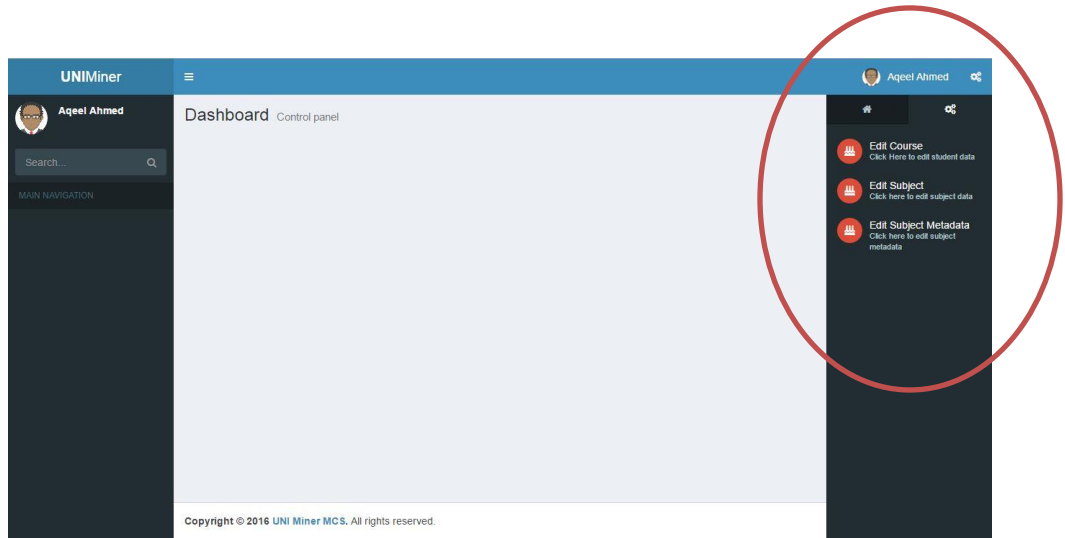 UNIMiner
Aqeel Ahmed
Aqeel Ahmed
Search...
MAIN NAVIGATION
Dashboard Control panel
Edit Course
Click Here to edit student data
Edit Subject
Click here to edit subject data
Edit Subject Metadata
Click here to edit subject
metadata
Copyright © 2016 UNI Miner MCS. All rights reserved.